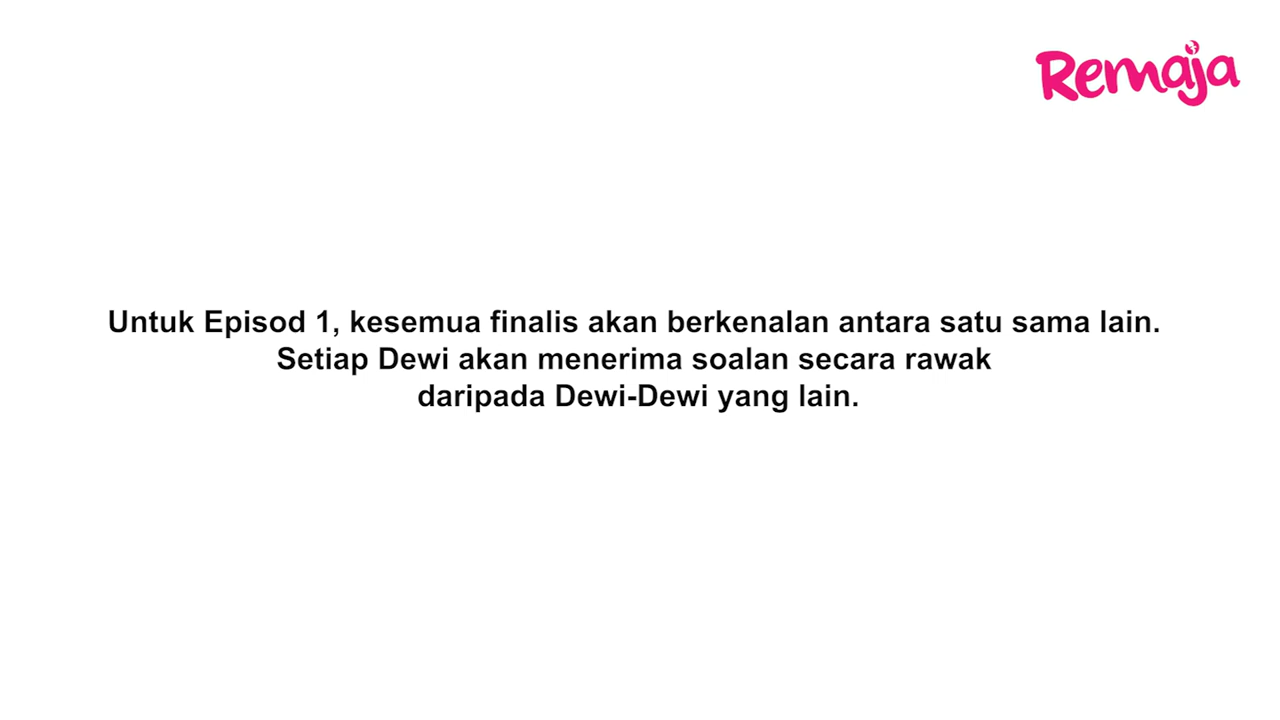 Remaja
Untuk Episod 1, kesemua finalis akan berkenalan antara satu sama lain.
Setiap Dewi akan menerima soalan secara rawak
daripada Dewi-Dewi yang lain.